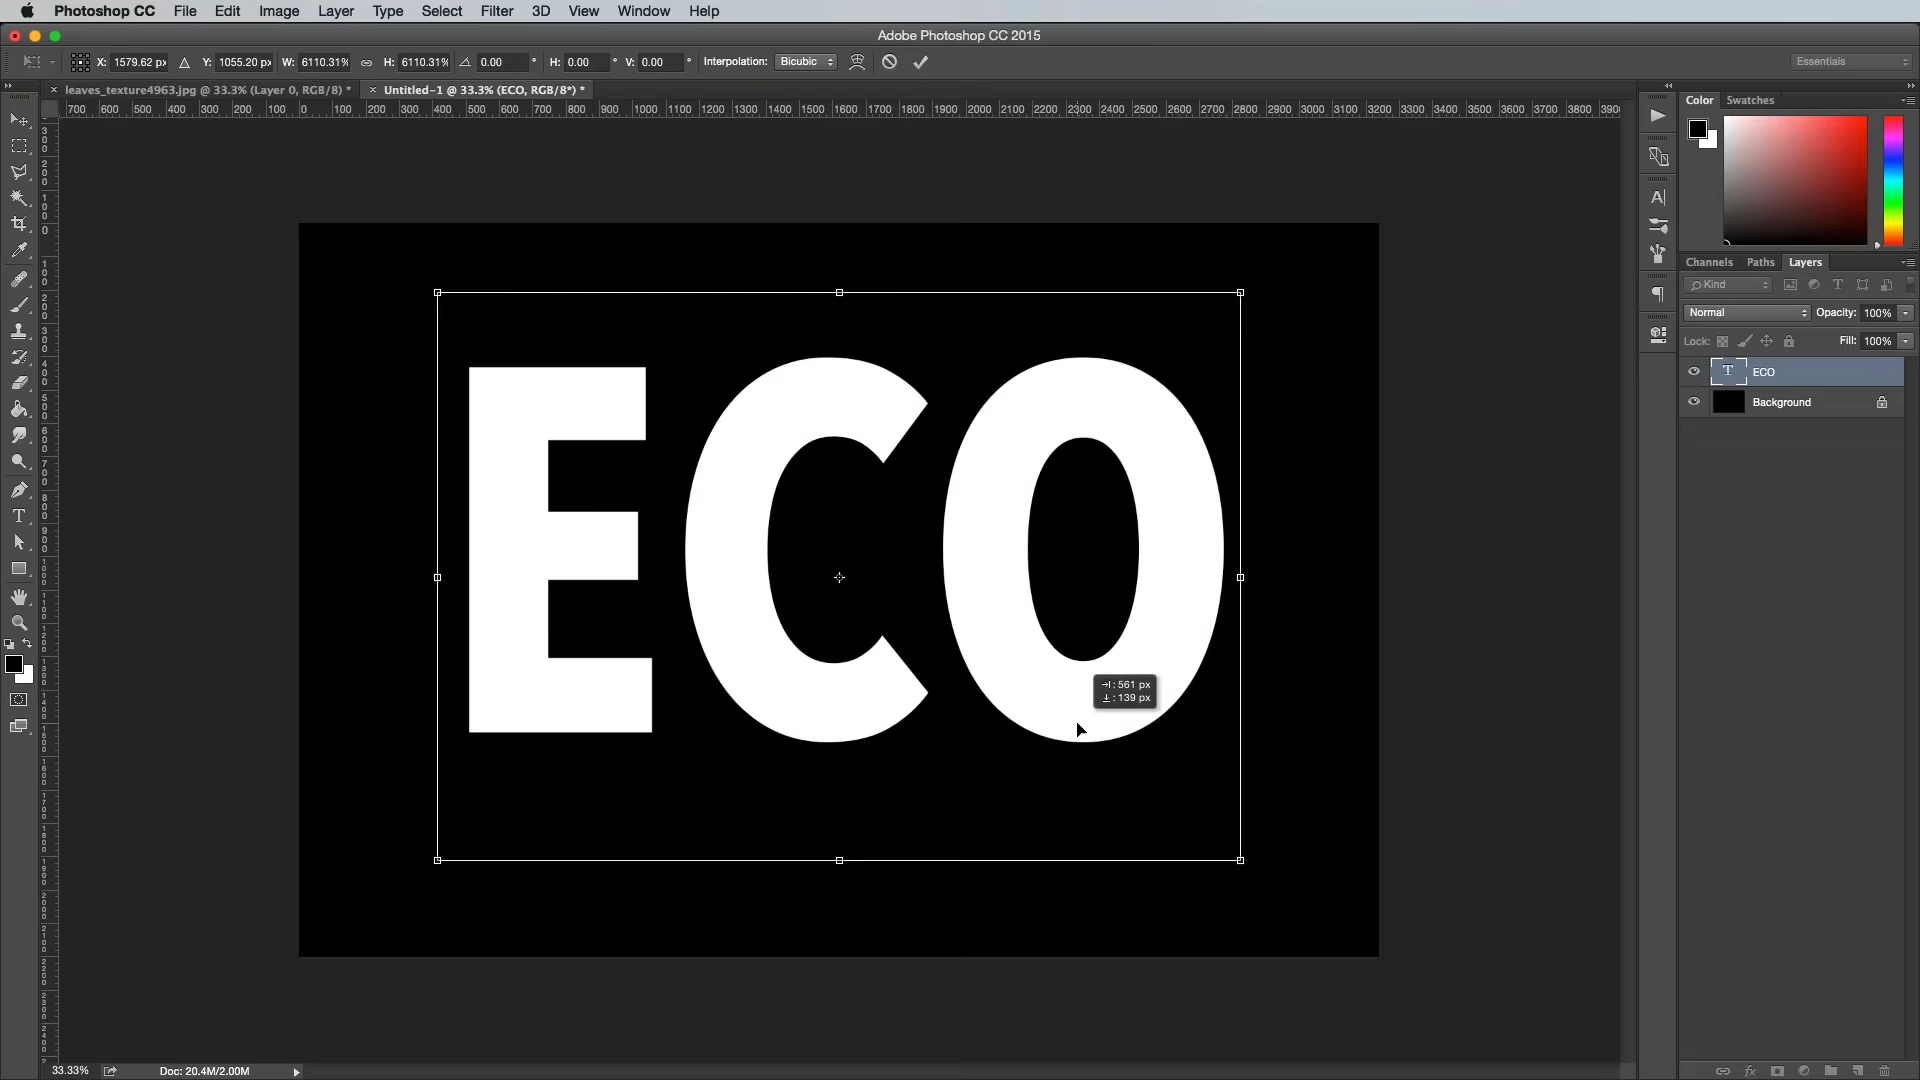 Photoshop CC File Edit Image Layer Type Select Filter 3D View Window Help
Adobe Photoshop CC 2015
X: 1579.62 px Y: 1055.20 px W: 6110.31% H: 6110.31% 0.00 ° H: 0.00 ° V: 0.00 ° Interpolation: Bicubic Essentials
leaves_texture4963.jpg @ 33.3% (Layer 0, RGB/8) * Untitled-1 @ 33.3% (ECO, RGB/8*) *
700 600 500 400 300 200 100 0 100 200 300 400 500 600 700 800 900 1000 1100 1200 1300 1400 1500 1600 1700 1800 1900 2000 2100 2200 2300 2400 2500 2600 2700 2800 2900 3000 3100 3200 3300 3400 3500 3600 3700 3800 390
Color Swatches
Channels Paths Layers
Kind
Normal Opacity: 100%
Lock: Fill: 100%
T ECO
Background
ECO
: 561 px
: 139 px
33.33% Doc: 20.4M/2.00M